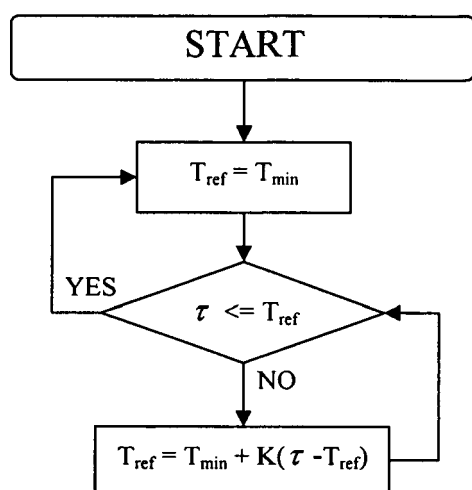 START
T_ref = T_min
YES
τ <= T_ref
NO
T_ref = T_min + K(τ -T_ref)